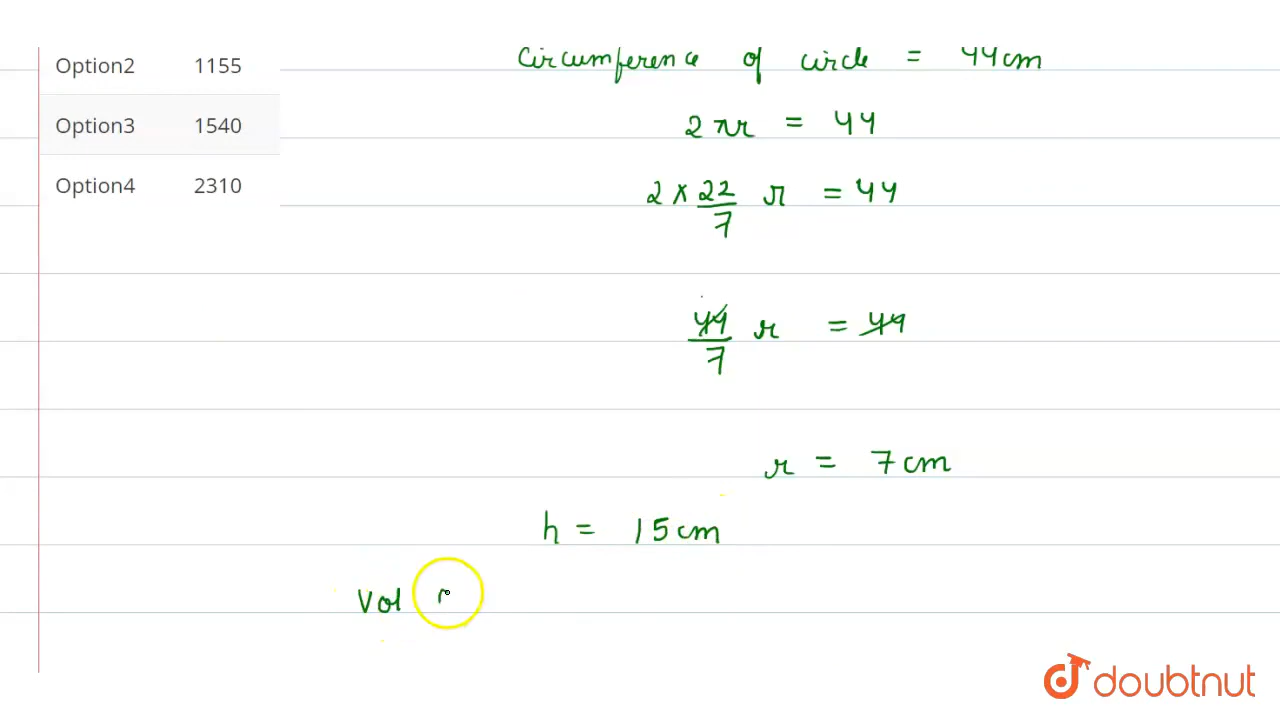 Option2 1155
Option3 1540
Option4 2310
Circumference of circle = 44cm
2πr = 44
2 × 22/7 r = 44
44/7 r = 44
r = 7cm
h = 15cm
Vol
doubtnut